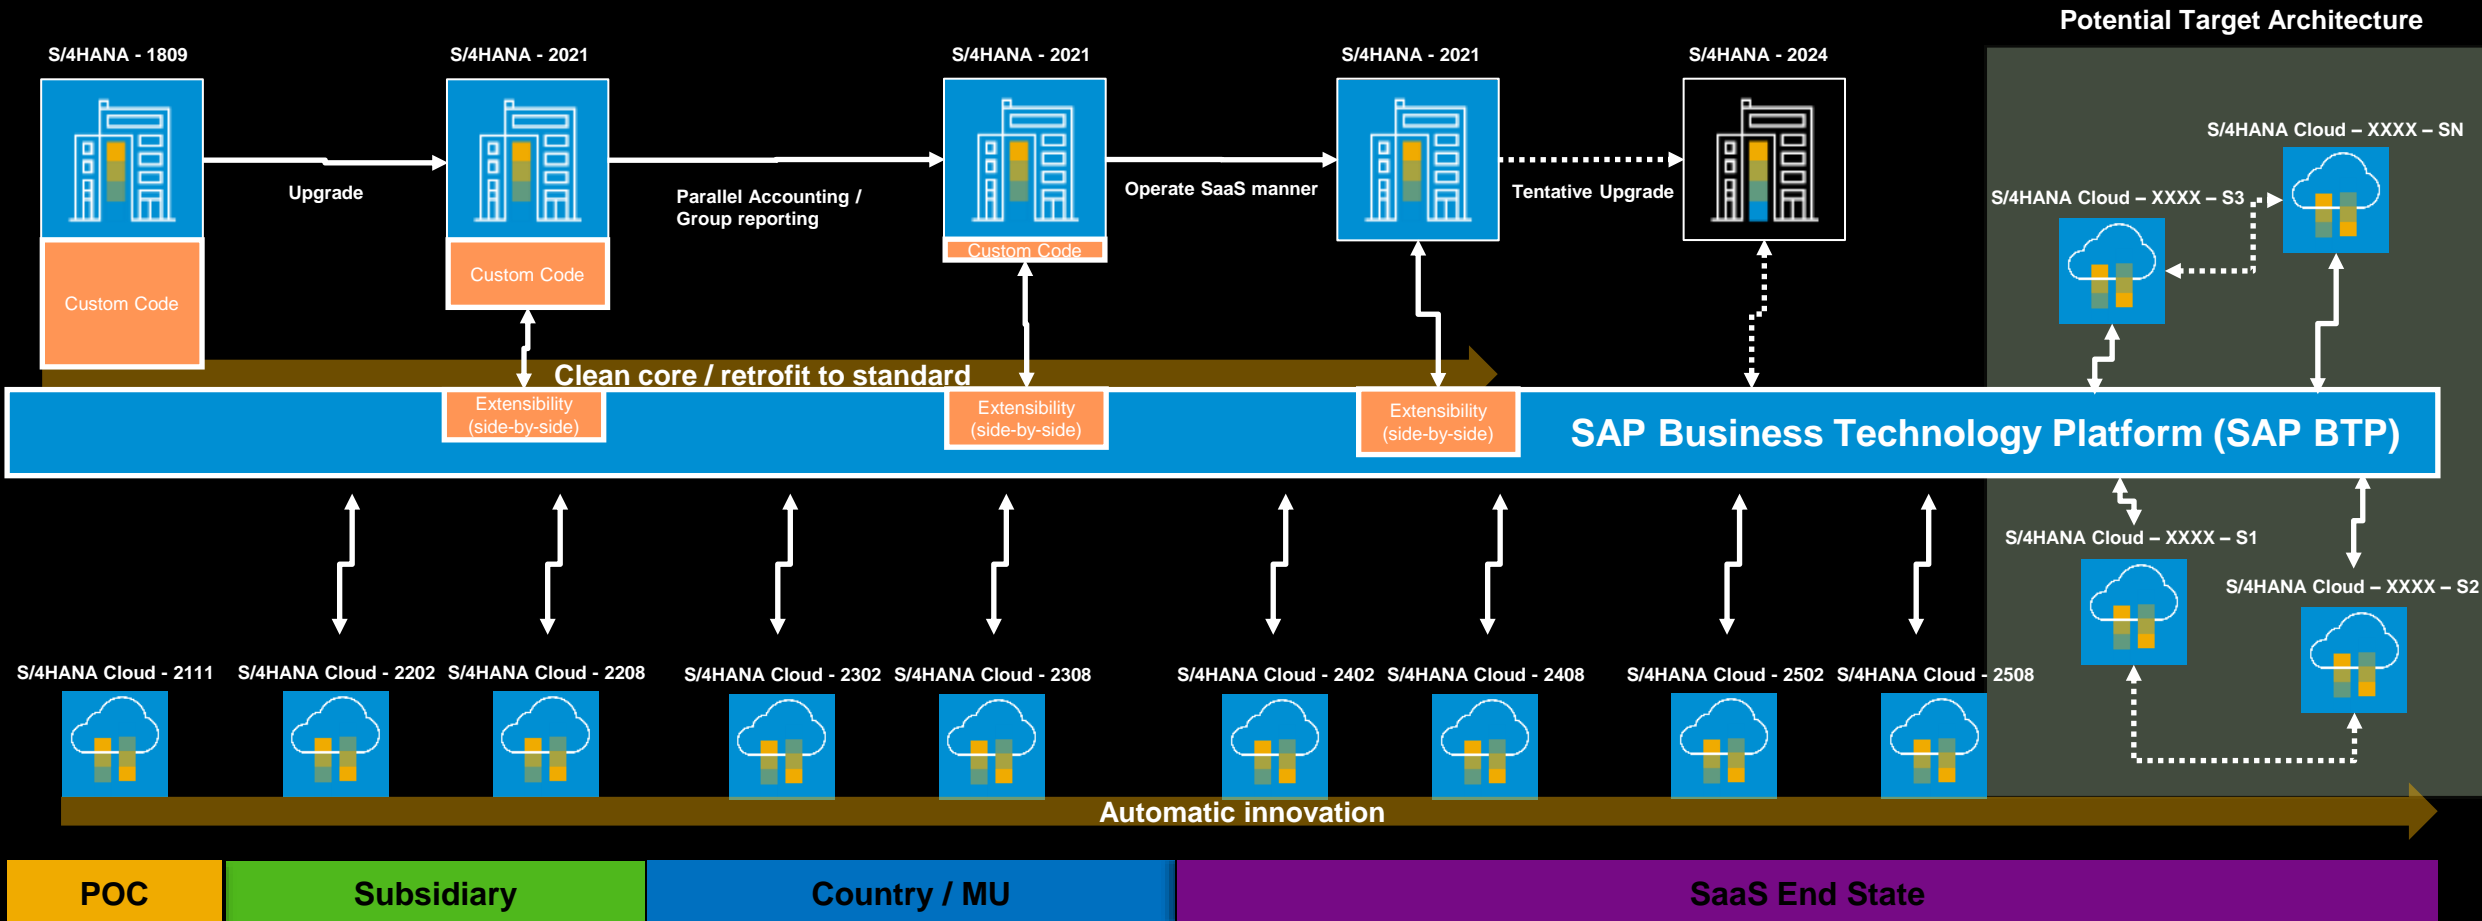 Potential Target Architecture
S/4HANA - 1809
S/4HANA - 2021
S/4HANA - 2021
S/4HANA - 2021
S/4HANA - 2024
S/4HANA Cloud – XXXX – SN
Upgrade
Parallel Accounting /
Group reporting
Operate SaaS manner
Tentative Upgrade
S/4HANA Cloud – XXXX – S3
Custom Code
Custom Code
Custom Code
Clean core / retrofit to standard
Extensibility
(side-by-side)
Extensibility
(side-by-side)
Extensibility
(side-by-side)
SAP Business Technology Platform (SAP BTP)
S/4HANA Cloud – XXXX – S1
S/4HANA Cloud – XXXX – S2
S/4HANA Cloud - 2111
S/4HANA Cloud - 2202
S/4HANA Cloud - 2208
S/4HANA Cloud - 2302
S/4HANA Cloud - 2308
S/4HANA Cloud - 2402
S/4HANA Cloud - 2408
S/4HANA Cloud - 2502
S/4HANA Cloud - 2508
Automatic innovation
POC
Subsidiary
Country / MU
SaaS End State